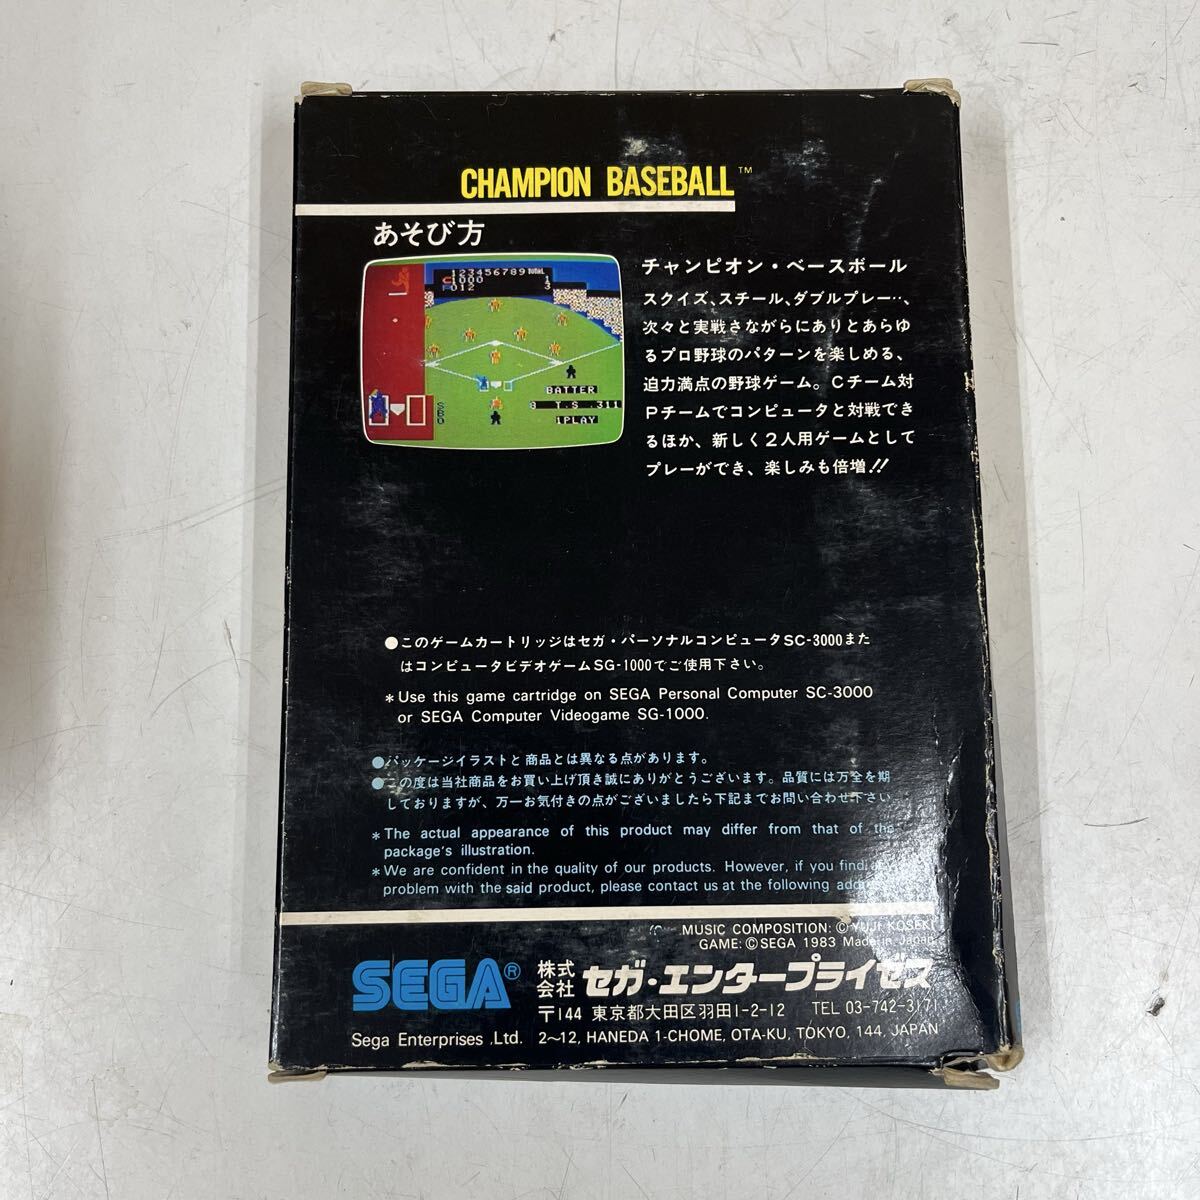 CHAMPION BASEBALL™
あそび方
123456789 TOTAL
C 1000 1
P 012 3
S
B
O
BATTER
8 Y.S .311
1PLAY
チャンピオン・ベースボール
スクイズ、スチール、ダブルプレー‥、
次々と実戦さながらにありとあらゆ
るプロ野球のパターンを楽しめる、
迫力満点の野球ゲーム。Cチーム対
Pチームでコンピュータと対戦でき
るほか、新しく2人用ゲームとして
プレーができ、楽しみも倍増!!
●このゲームカートリッジはセガ・パーソナルコンピュータSC-3000また
はコンピュータビデオゲームSG-1000でご使用下さい。
*Use this game cartridge on SEGA Personal Computer SC-3000
or SEGA Computer Videogame SG-1000.
●パッケージイラストと商品とは異なる点があります。
●この度は当社商品をお買い上げ頂き誠にありがとうございます。品質には万全を期
しておりますが、万一お気付きの点がございましたら下記までお問い合わせ下さい
*The actual appearance of this product may differ from that of the
package's illustration.
*We are confident in the quality of our products. However, if you find
problem with the said product, please contact us at the following
MUSIC COMPOSITION: © YUJI KOSEKI
GAME: © SEGA 1983 Made in Japan
SEGA® 株式会社 セガ・エンタープライゼス
〒144 東京都大田区羽田1-2-12 TEL 03-742-3171
Sega Enterprises ,Ltd. 2~12, HANEDA 1-CHOME, OTA-KU, TOKYO, 144, JAPAN